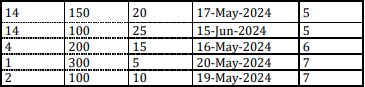 14 150 20 17-May-2024 5
14 100 25 15-Jun-2024 5
4 200 15 16-May-2024 6
1 300 5 20-May-2024 7
2 100 10 19-May-2024 7